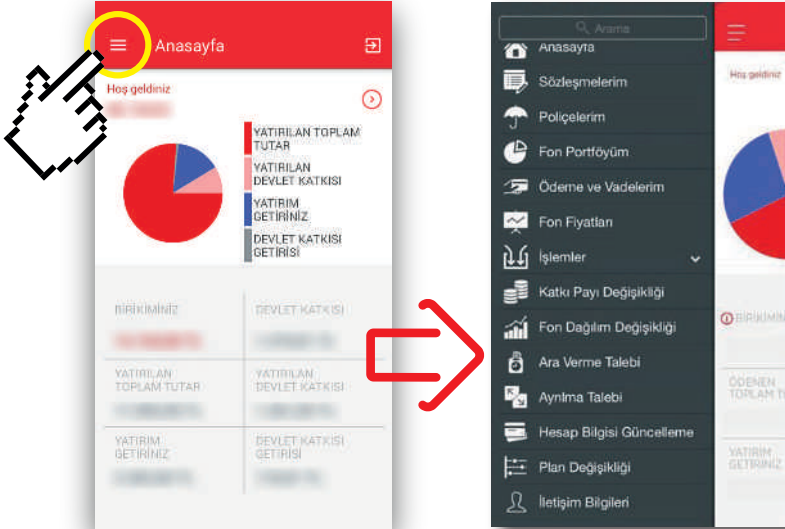 Anasayfa
Hoş geldiniz
YATIRILAN TOPLAM
TUTAR
YATIRILAN
DEVLET KATKISI
YATIRIM
GETİRİNİZ
DEVLET KATKISI
GETİRİSİ
BİRİKİMİNİZ
DEVLET KATKISI
YATIRILAN
TOPLAM TUTAR
YATIRILAN
DEVLET KATKISI
YATIRIM
GETİRİNİZ
DEVLET KATKISI
GETİRİSİ
Arama
Anasayfa
Sözleşmelerim
Poliçelerim
Fon Portföyüm
Ödeme ve Vadelerim
Fon Fiyatları
İşlemler
Katkı Payı Değişikliği
Fon Dağılım Değişikliği
Ara Verme Talebi
Ayrılma Talebi
Hesap Bilgisi Güncelleme
Plan Değişikliği
İletişim Bilgileri
Hoş geldiniz
BİRİKİMİN
ÖDENEN
TOPLAM T
YATIRIM
GETİRİNİZ